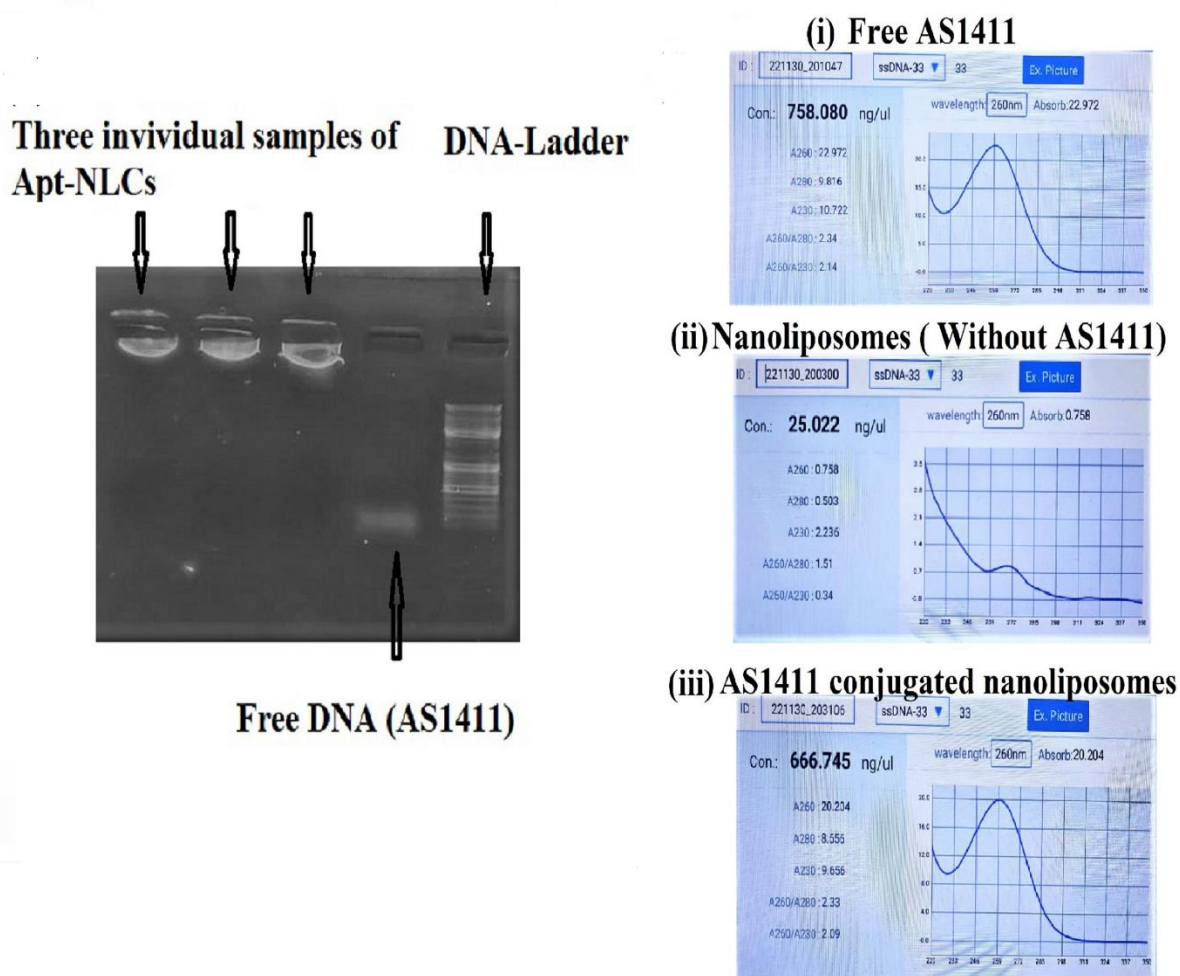 Three invividual samples of
Apt-NLCs
DNA-Ladder
Free DNA (AS1411)
(i) Free AS1411
ID : 221130_201047 ssDNA-33 33 Ex. Picture
Con.: 758.080 ng/ul
wavelength: 260nm Absorb:22.972
A260 :22.972
A280 :9.816
A230 :10.722
A260/A280 :2.34
A260/A230 :2.14
(ii) Nanoliposomes ( Without AS1411)
ID : 221130_200300 ssDNA-33 33 Ex. Picture
Con.: 25.022 ng/ul
wavelength: 260nm Absorb:0.758
A260 :0.758
A280 :0.503
A230 :2.236
A260/A280 :1.51
A260/A230 :0.34
(iii) AS1411 conjugated nanoliposomes
ID : 221130_203106 ssDNA-33 33 Ex. Picture
Con.: 666.745 ng/ul
wavelength: 260nm Absorb:20.204
A260 :20.204
A280 :8.656
A230 :9.656
A260/A280 :2.33
A260/A230 :2.09